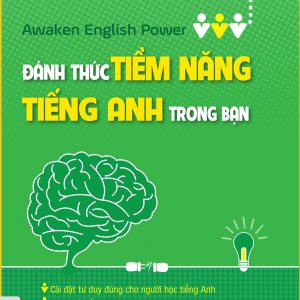 Awaken English Power
ĐÁNH THỨC TIỀM NĂNG
TIẾNG ANH TRONG BẠN
Cài đặt tư duy đúng cho người học tiếng Anh